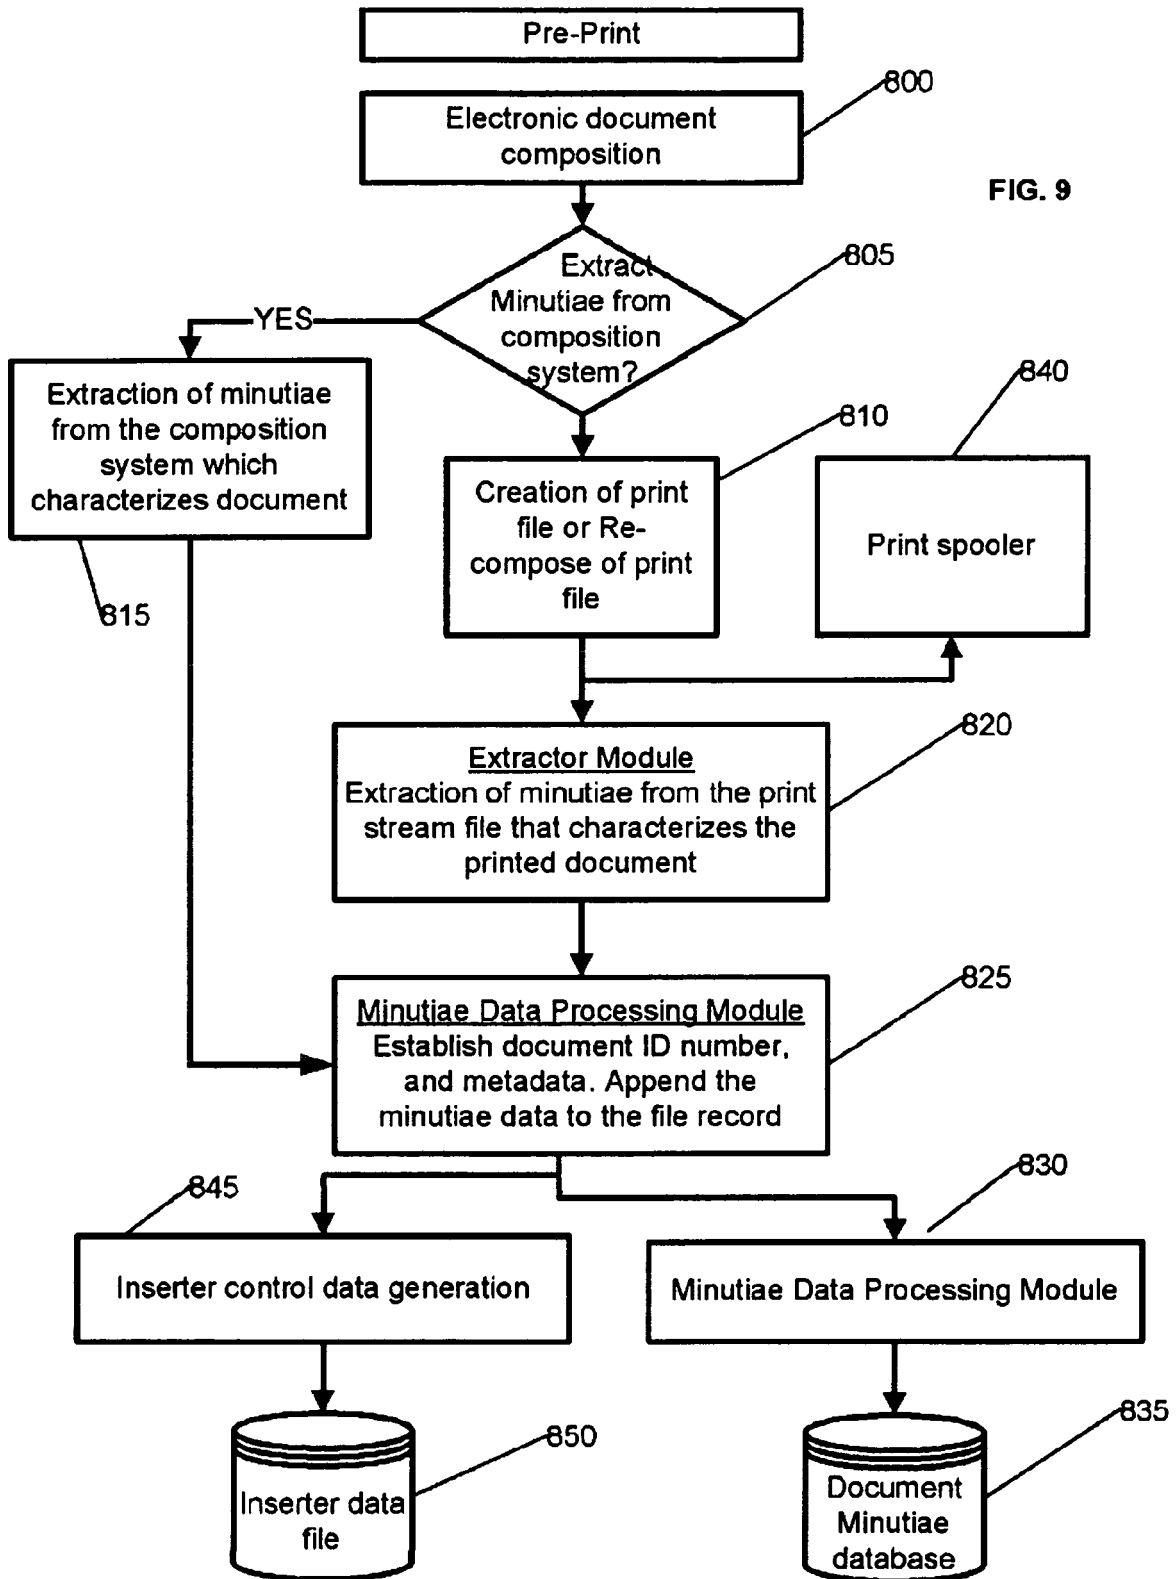 Pre-Print
800
Electronic document
composition
FIG. 9
805
Extract
Minutiae from
composition
system?
YES
Extraction of minutiae
from the composition
system which
characterizes document
815
810
Creation of print
file or Re-
compose of print
file
840
Print spooler
820
Extractor Module
Extraction of minutiae from the print
stream file that characterizes the
printed document
825
Minutiae Data Processing Module
Establish document ID number,
and metadata. Append the
minutiae data to the file record
845
Inserter control data generation
830
Minutiae Data Processing Module
850
Inserter data
file
835
Document
Minutiae
database